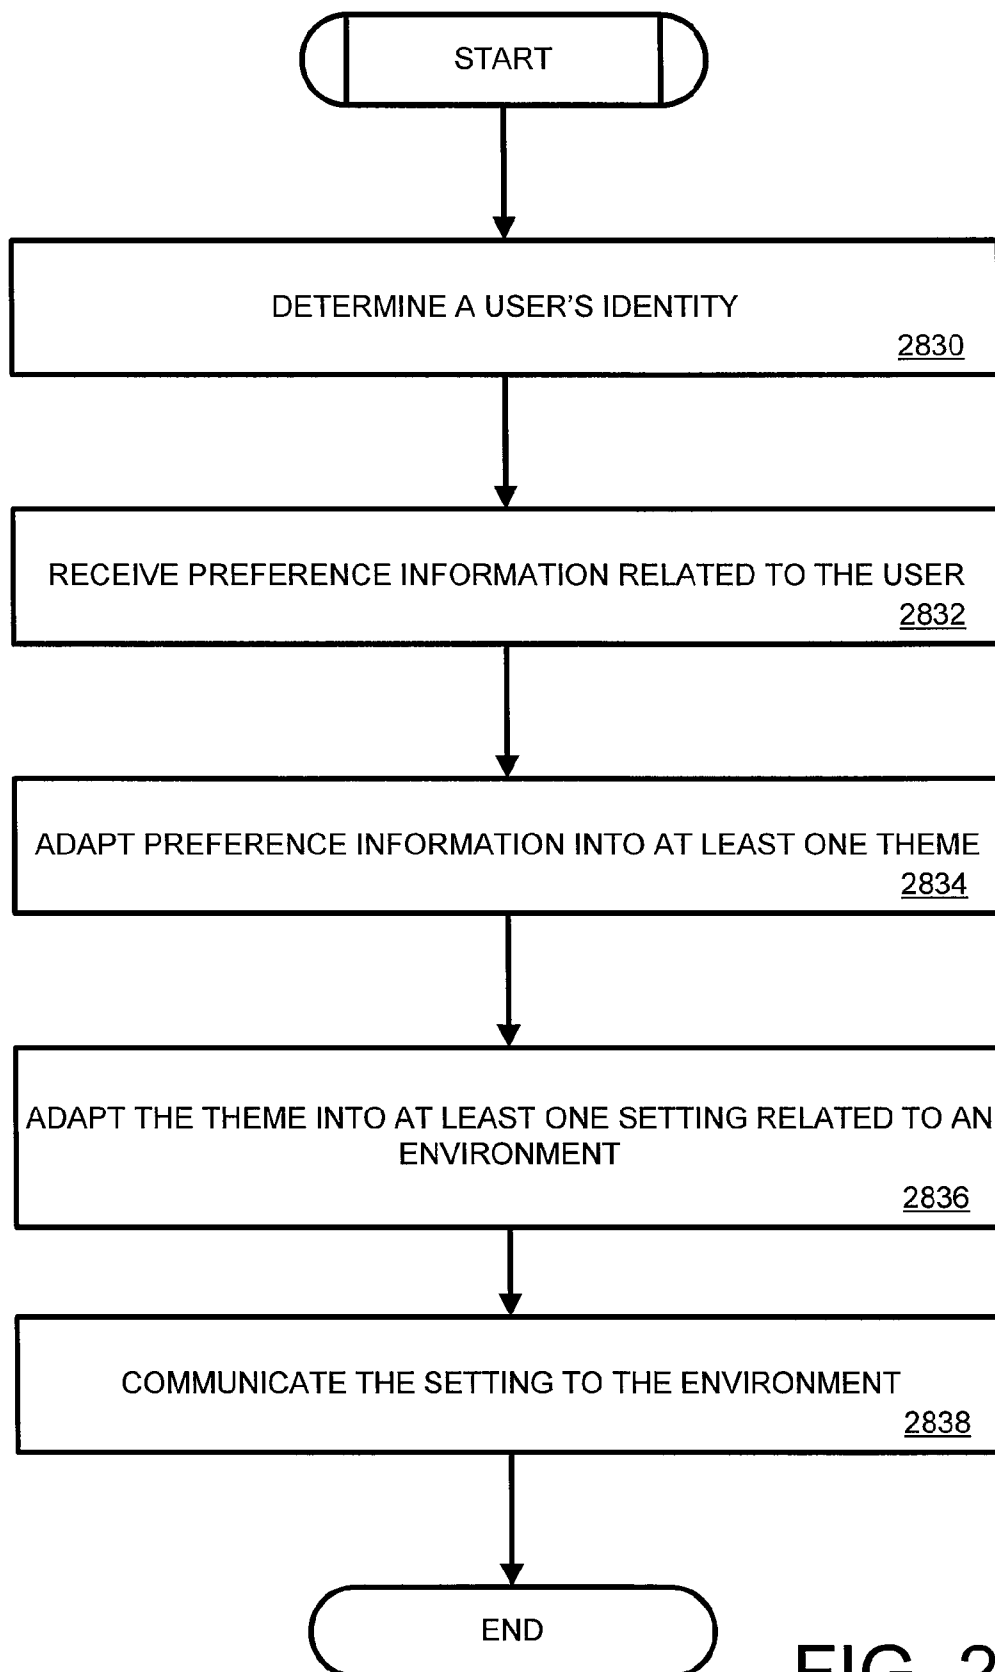 START
DETERMINE A USER'S IDENTITY
2830
RECEIVE PREFERENCE INFORMATION RELATED TO THE USER
2832
ADAPT PREFERENCE INFORMATION INTO AT LEAST ONE THEME
2834
ADAPT THE THEME INTO AT LEAST ONE SETTING RELATED TO AN
ENVIRONMENT
2836
COMMUNICATE THE SETTING TO THE ENVIRONMENT
2838
END
FIG. 2